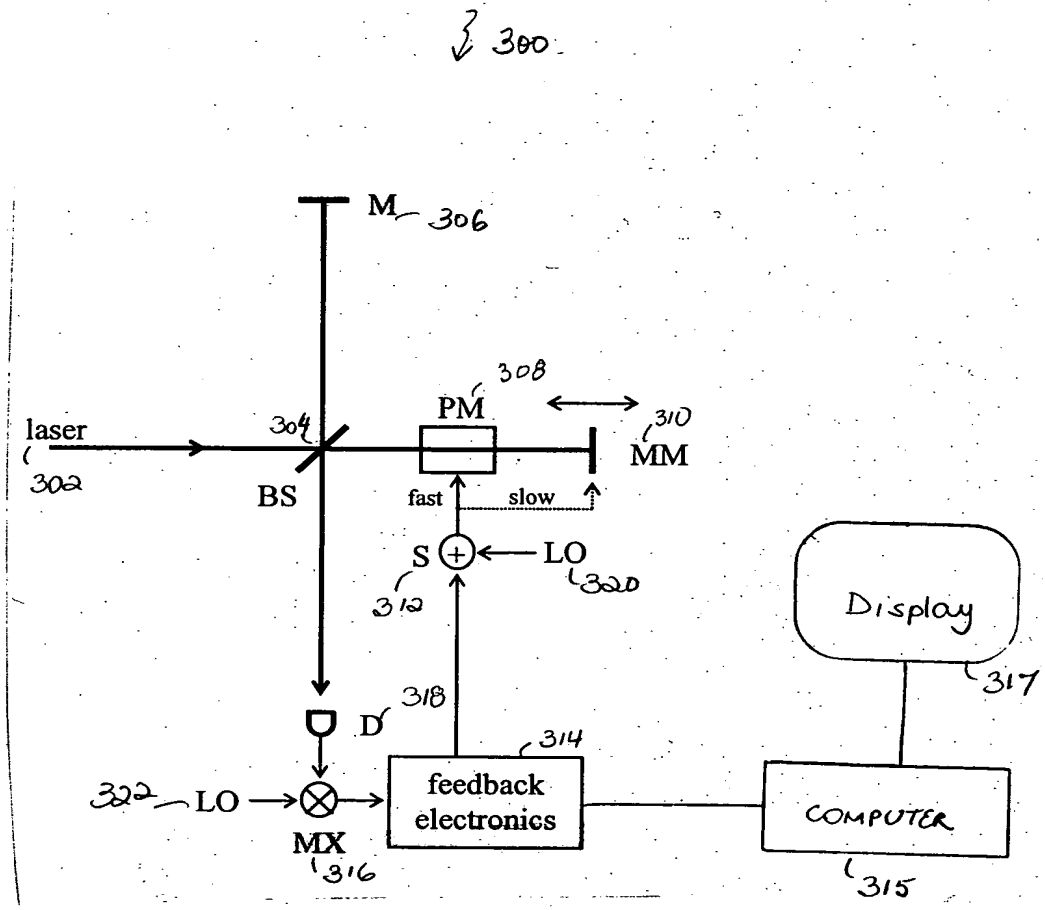 300
M 306
308
PM
310
MM
laser
302
304
BS
fast
slow
S +
312
LO
320
Display
317
318
D
314
feedback
electronics
322 LO
MX
316
COMPUTER
315